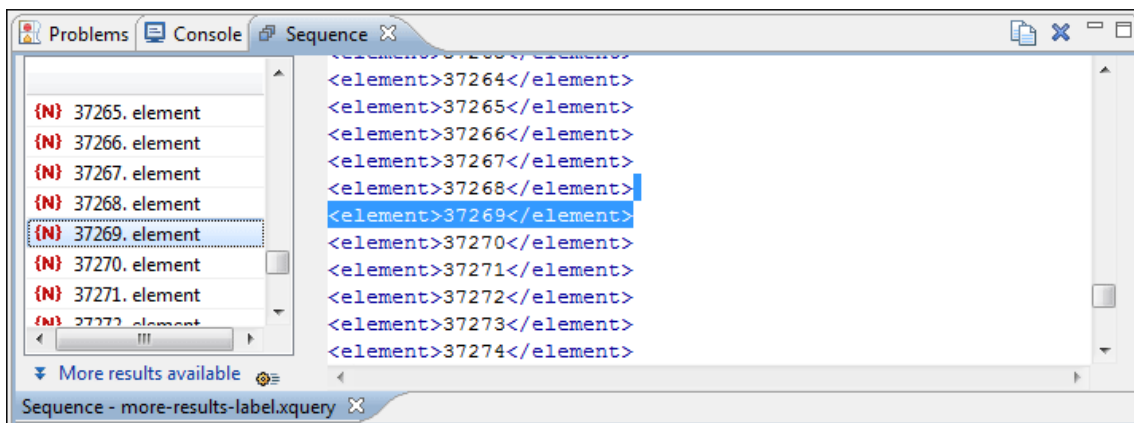 Problems Console Sequence
37265. element
37266. element
37267. element
37268. element
37269. element
37270. element
37271. element
37272. element
More results available
<element>37264</element>
<element>37265</element>
<element>37266</element>
<element>37267</element>
<element>37268</element>
<element>37269</element>
<element>37270</element>
<element>37271</element>
<element>37272</element>
<element>37273</element>
<element>37274</element>
Sequence - more-results-label.xquery